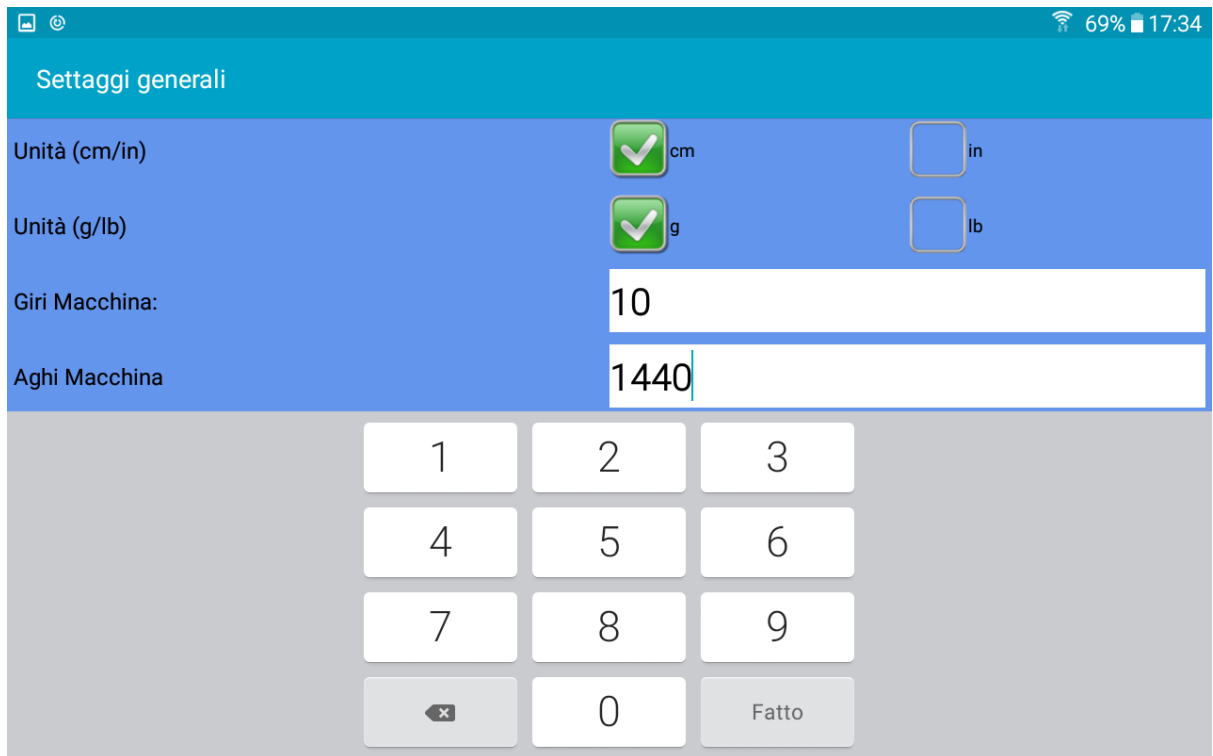 69% 17:34
Settaggi generali
Unità (cm/in) cm in
Unità (g/lb) g lb
Giri Macchina: 10
Aghi Macchina 1440
1 2 3
4 5 6
7 8 9
0 Fatto